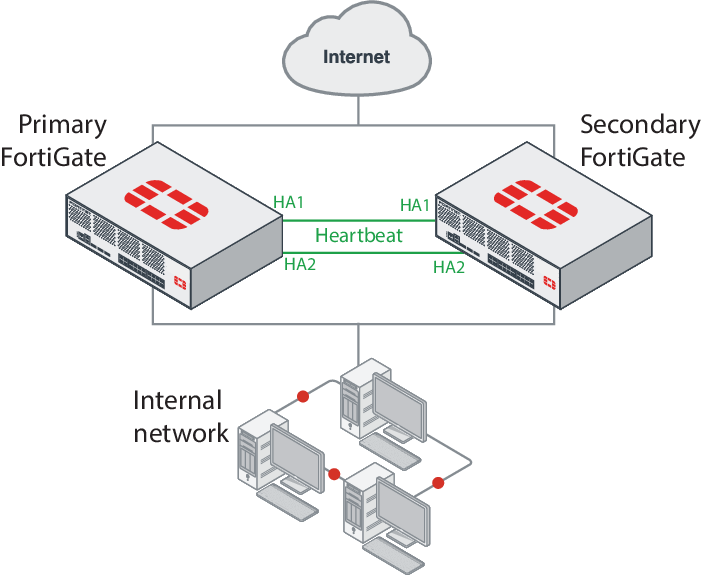 Internet
Primary
FortiGate
Secondary
FortiGate
HA1
HA1
Heartbeat
HA2
HA2
Internal
network